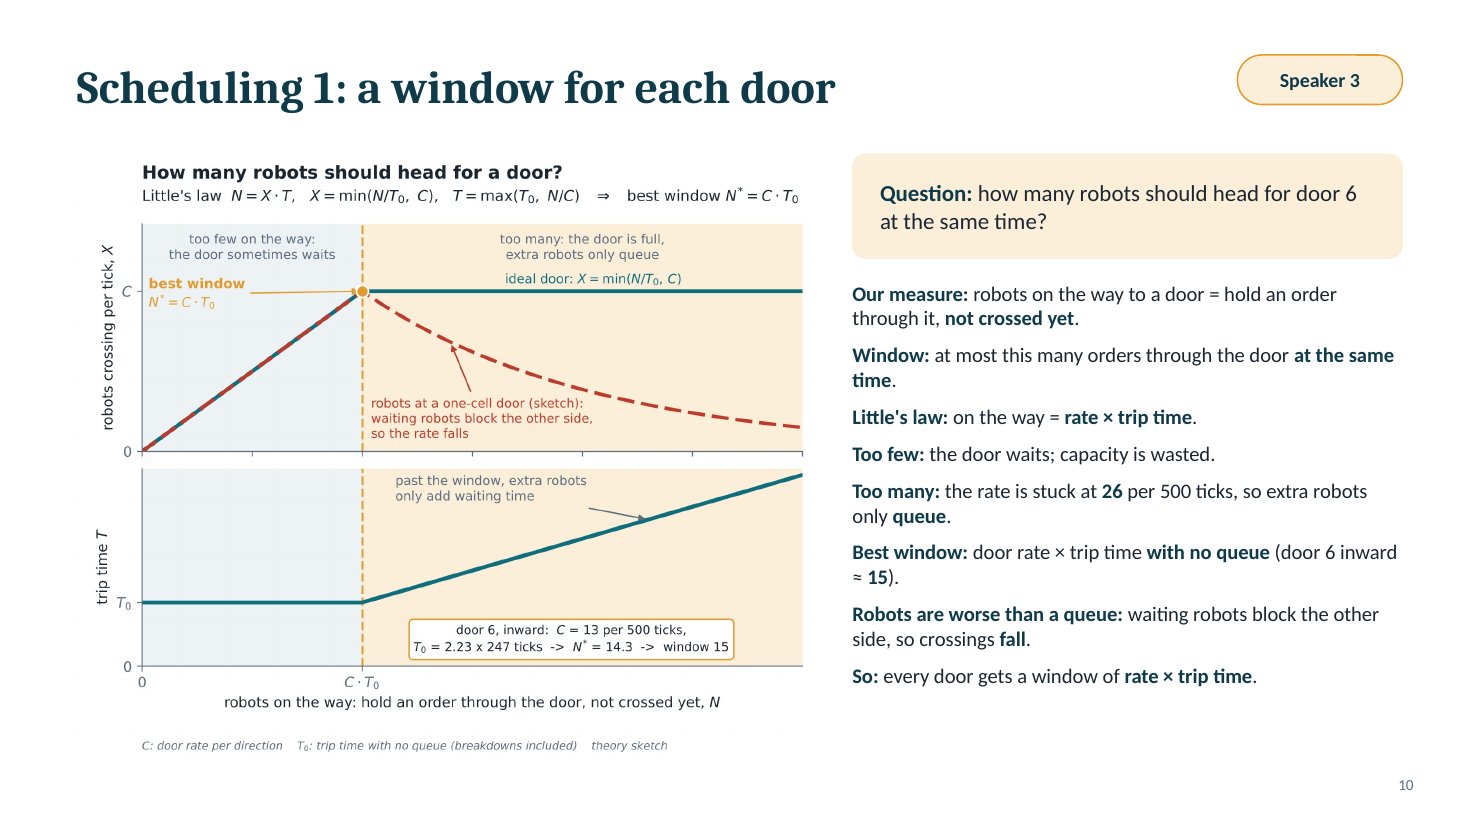 Scheduling 1: a window for each door
Speaker 3
How many robots should head for a door?
Little's law N = X · T, X = min(N/T₀, C), T = max(T₀, N/C) ⇒ best window N* = C · T₀
too few on the way:
the door sometimes waits
too many: the door is full,
extra robots only queue
ideal door: X = min(N/T₀, C)
best window
N* = C · T₀
robots crossing per tick, X
C
0
robots at a one-cell door (sketch):
waiting robots block the other side,
so the rate falls
past the window, extra robots
only add waiting time
trip time T
T₀
0
door 6, inward: C = 13 per 500 ticks,
T₀ = 2.23 x 247 ticks -> N* = 14.3 -> window 15
0
C · T₀
robots on the way: hold an order through the door, not crossed yet, N
C: door rate per direction T₀: trip time with no queue (breakdowns included) theory sketch
Question: how many robots should head for door 6
at the same time?
Our measure: robots on the way to a door = hold an order
through it, not crossed yet.
Window: at most this many orders through the door at the same
time.
Little's law: on the way = rate × trip time.
Too few: the door waits; capacity is wasted.
Too many: the rate is stuck at 26 per 500 ticks, so extra robots
only queue.
Best window: door rate × trip time with no queue (door 6 inward
≈ 15).
Robots are worse than a queue: waiting robots block the other
side, so crossings fall.
So: every door gets a window of rate × trip time.
10